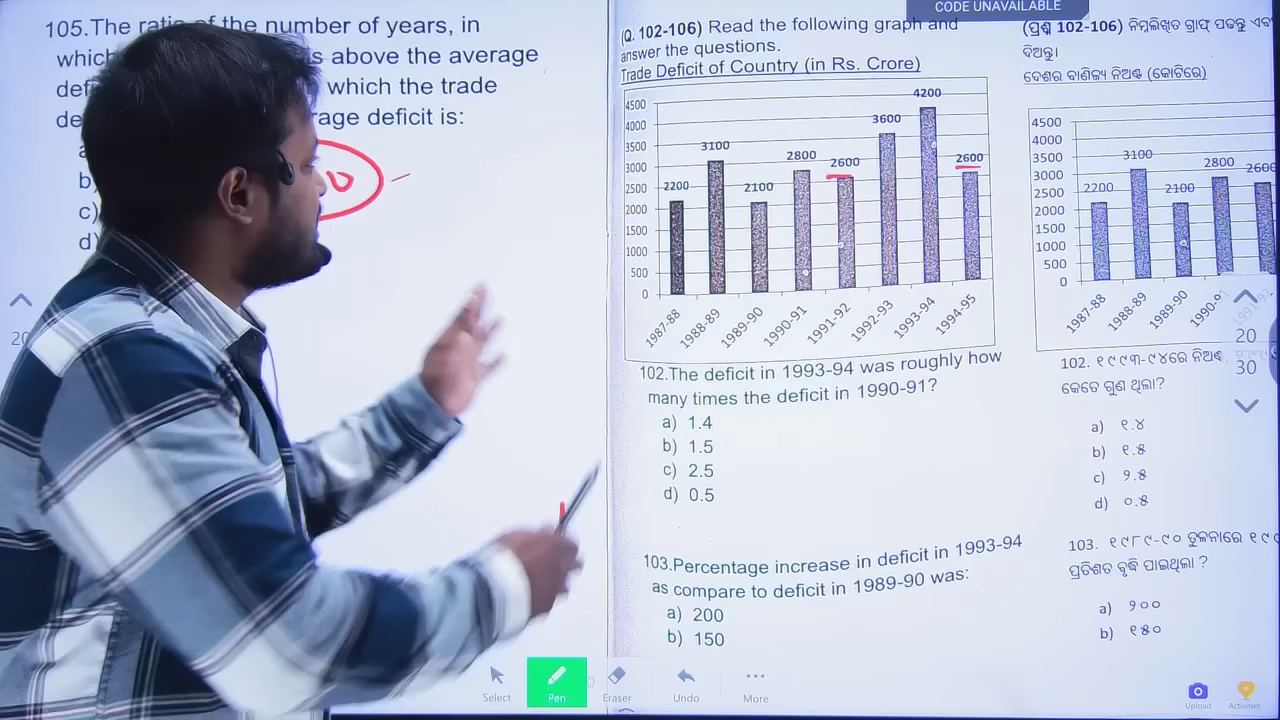 CODE UNAVAILABLE
105.The ratio of the number of years, in
which s above the average
which the trade
rage deficit is:
b)
c)
d)
(Q. 102-106) Read the following graph and
answer the questions.
Trade Deficit of Country (in Rs. Crore)
4500
4000
3500
3000
2500
2000
1500
1000
500
0
2200
3100
2100
2800
2600
3600
4200
2600
1987-88
1988-89
1989-90
1990-91
1991-92
1992-93
1993-94
1994-95
102.The deficit in 1993-94 was roughly how
many times the deficit in 1990-91?
a) 1.4
b) 1.5
c) 2.5
d) 0.5
103.Percentage increase in deficit in 1993-94
as compare to deficit in 1989-90 was:
a) 200
b) 150
(ପ୍ରଶ୍ନ 102-106) ନିମ୍ନଲିଖିତ ଗ୍ରାଫ୍ ପଢନ୍ତୁ ଏବ
ଦିଅନ୍ତୁ।
ଦେଶର ବାଣିଜ୍ୟ ନିଅଣ୍ଟ (କୋଟିରେ)
4500
4000
3500
3000
2500
2000
1500
1000
500
0
2200
3100
2100
2800
2600
1987-88
1988-89
1989-90
1990-91
102. ୧୯୯୩-୯୪ରେ ନିଅଣ୍ଟ
କେତେ ଗୁଣ ଥିଲା?
a) ୧.୪
b) ୧.୫
c) ୨.୫
d) ୦.୫
103. ୧୯୮୯-୯୦ ତୁଳନାରେ ୧୯୯
ପ୍ରତିଶତ ବୃଦ୍ଧି ପାଇଥିଲା ?
a) ୨୦୦
b) ୧୫୦
20
30
Select
Pen
Eraser
Undo
More
Upload
Activities